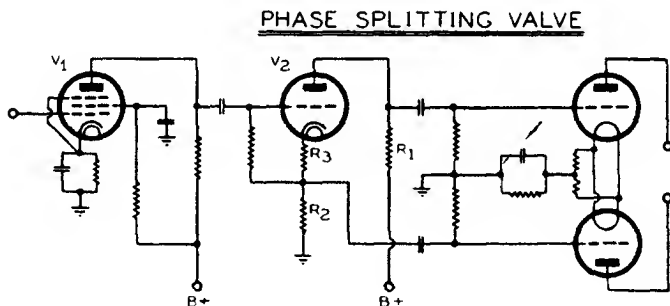 PHASE SPLITTING VALVE
V1
V2
R3
R1
R2
B+
B+